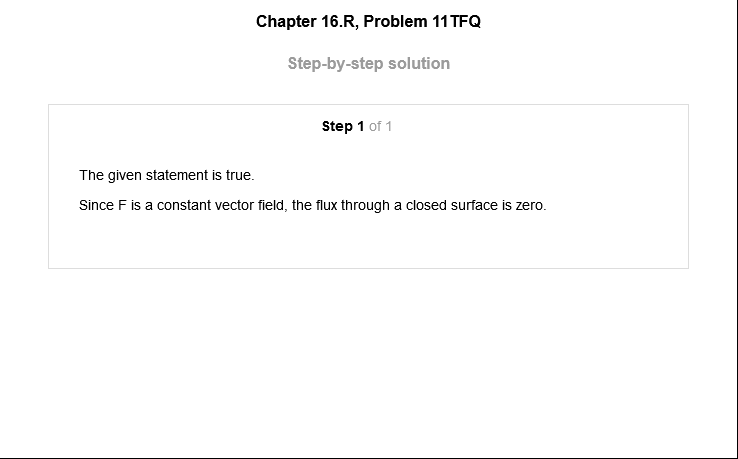 Chapter 16.R, Problem 11TFQ
Step-by-step solution
Step 1 of 1
The given statement is true.
Since F is a constant vector field, the flux through a closed surface is zero.